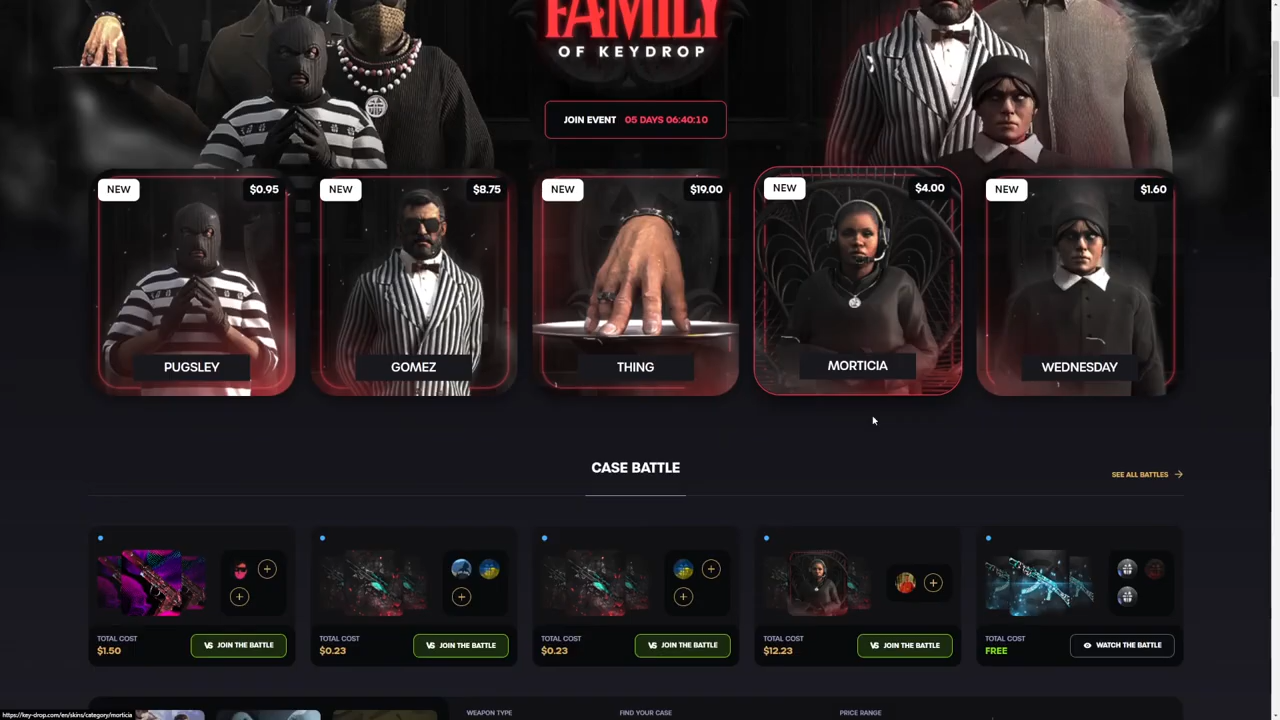 FAMILY
OF KEYDROP
JOIN EVENT 05 DAYS 06:40:10
NEW $0.95
NEW $8.75
NEW $19.00
NEW $4.00
NEW $1.60
PUGSLEY
GOMEZ
THING
MORTICIA
WEDNESDAY
CASE BATTLE
SEE ALL BATTLES
TOTAL COST
$1.50
VS JOIN THE BATTLE
TOTAL COST
$0.23
VS JOIN THE BATTLE
TOTAL COST
$0.23
VS JOIN THE BATTLE
TOTAL COST
$12.23
VS JOIN THE BATTLE
TOTAL COST
FREE
WATCH THE BATTLE
WEAPON TYPE
FIND YOUR CASE
PRICE RANGE
https://key-drop.com/en/skins/category/morticia